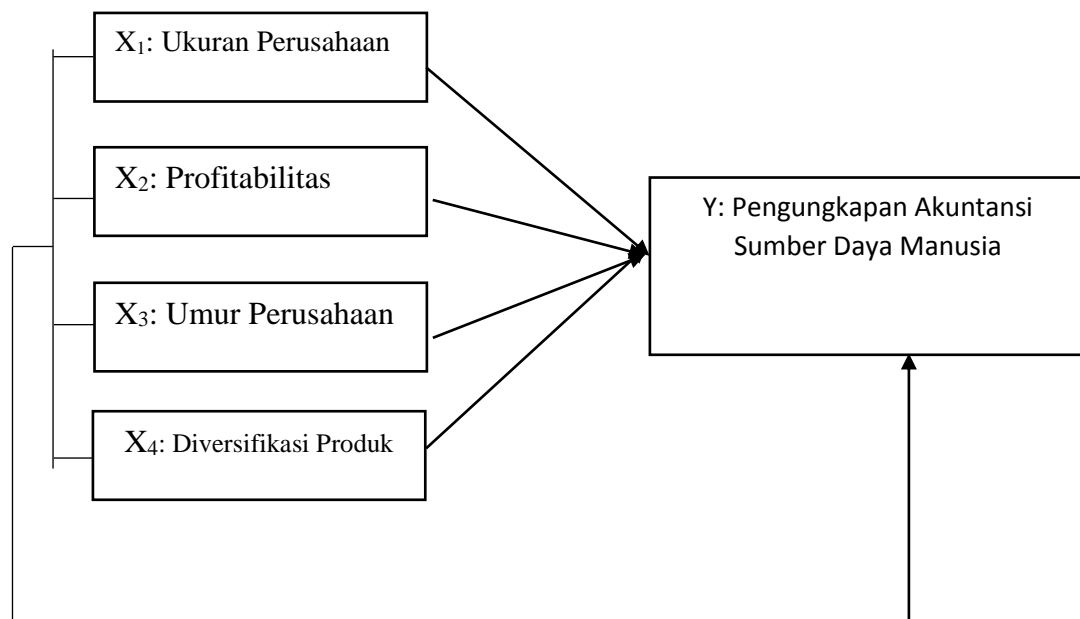 X₁: Ukuran Perusahaan
X₂: Profitabilitas
X₃: Umur Perusahaan
X₄: Diversifikasi Produk
Y: Pengungkapan Akuntansi
Sumber Daya Manusia